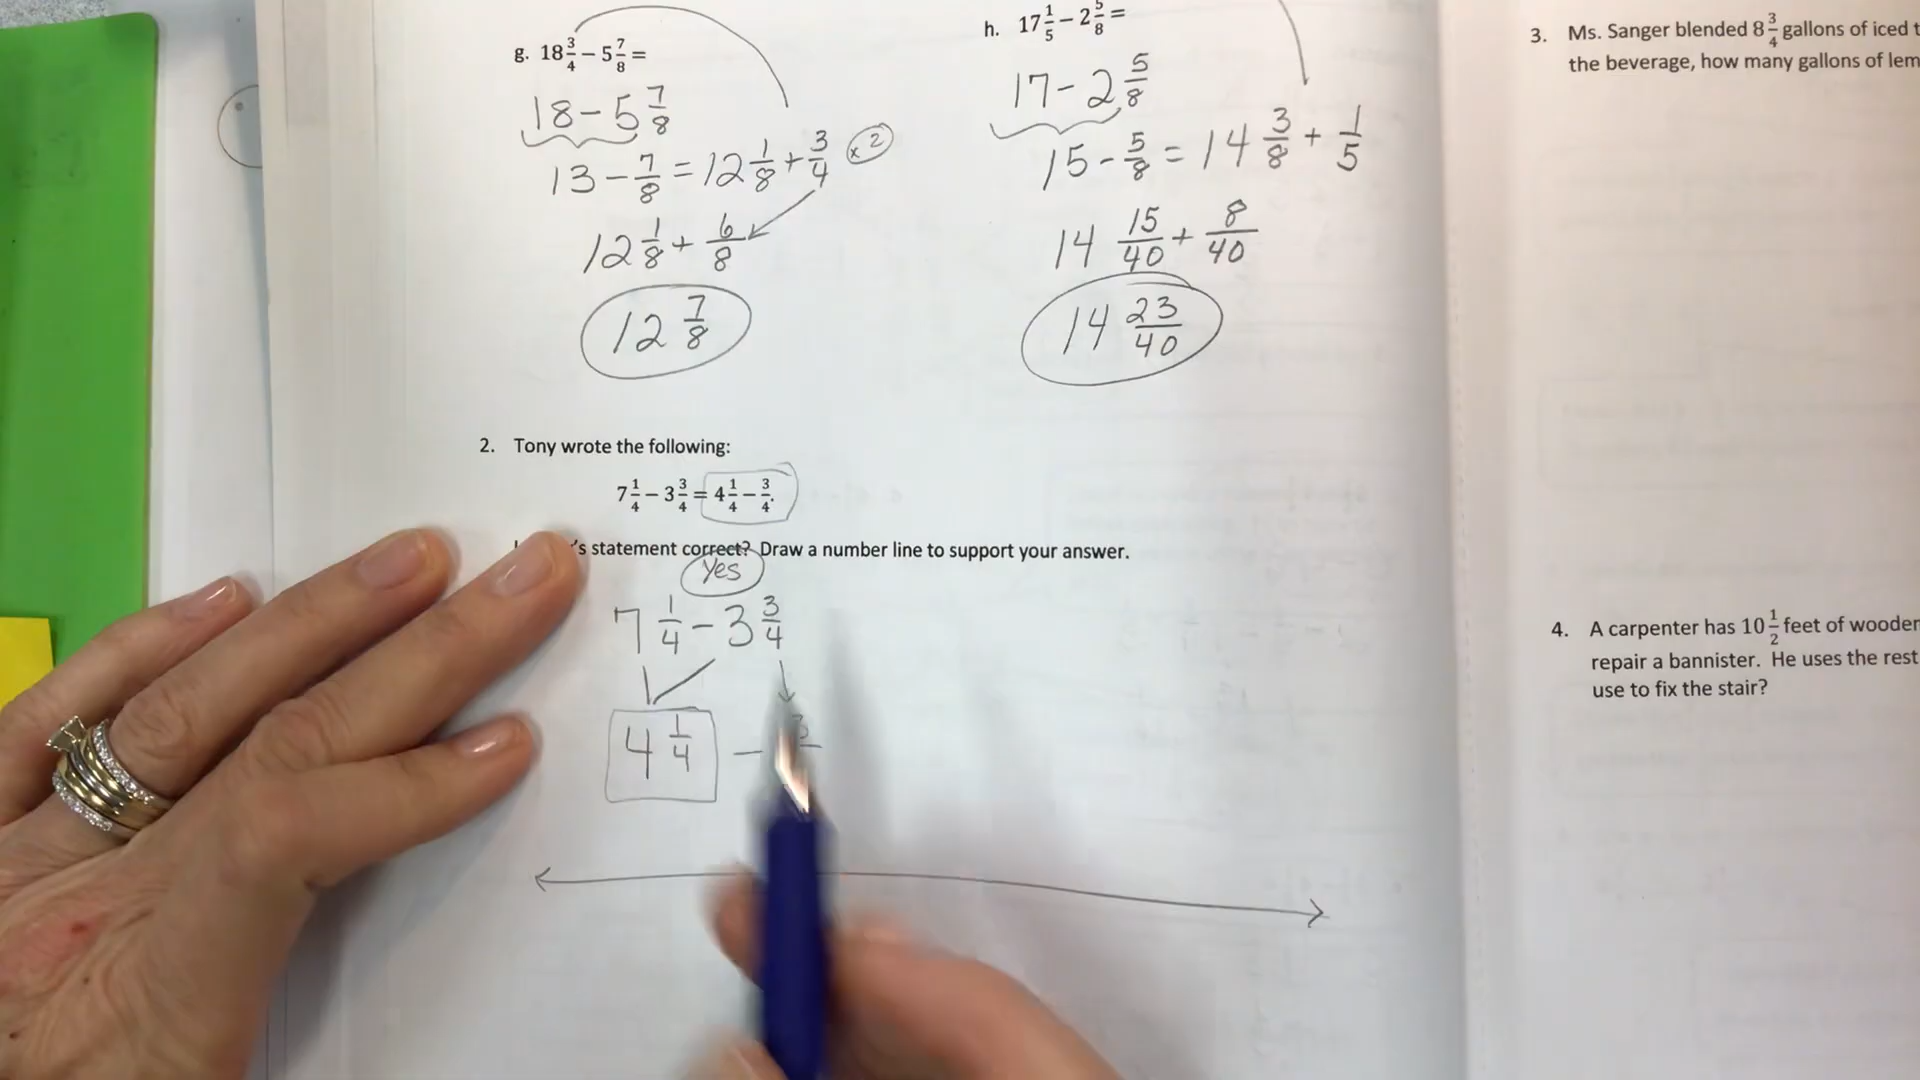 g. 18 3/4 − 5 7/8 =
18 − 5 7/8
13 − 7/8 = 12 1/8 + 3/4 ×2
12 1/8 + 6/8
12 7/8
h. 17 1/5 − 2 5/8 =
17 − 2 5/8
15 − 5/8 = 14 3/8 + 1/5
14 15/40 + 8/40
14 23/40
2. Tony wrote the following:
7 1/4 − 3 3/4 = 4 1/4 − 3/4.
's statement correct? Draw a number line to support your answer.
Yes
7 1/4 − 3 3/4
4 1/4 − 3
3. Ms. Sanger blended 8 3/4 gallons of iced
the beverage, how many gallons of
4. A carpenter has 10 1/2 feet of
repair a bannister. He uses the rest
use to fix the stair?